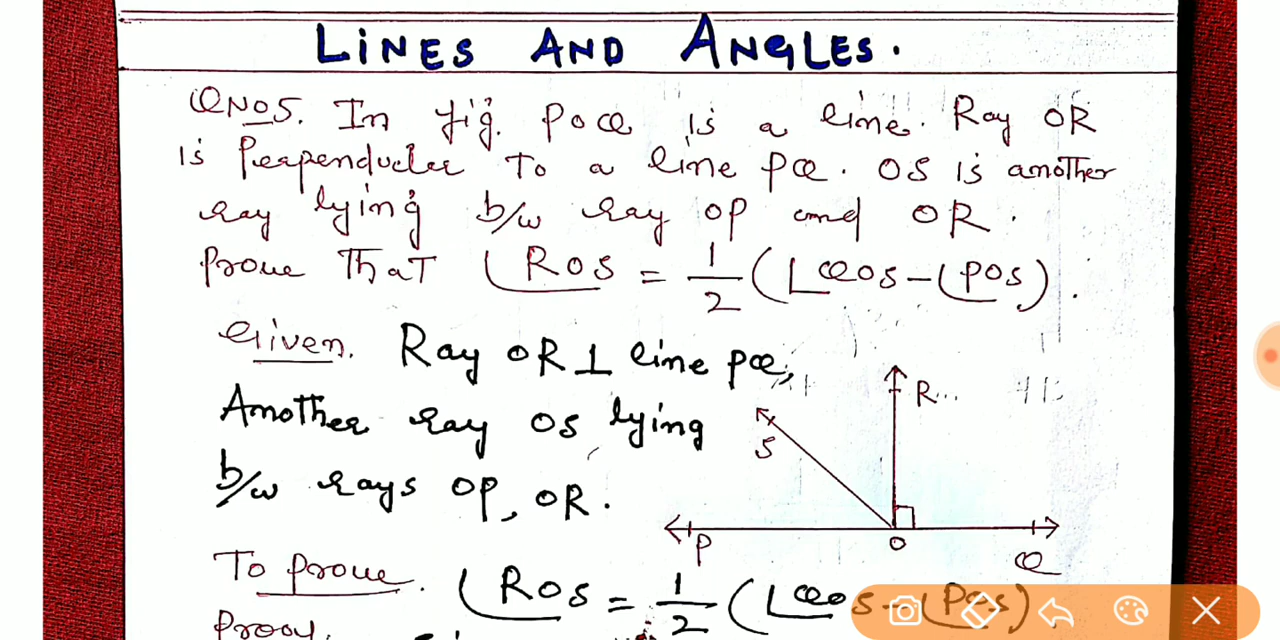 LINES AND ANGLES.
QNO5. In fig. POQ is a line. Ray OR
is Perpenducler To a line PQ. OS is another
ray lying b/w ray OP and OR.
Prove ThaT ∠ROS = 1/2 (∠QOS - ∠POS).
Given. Ray OR ⊥ line PQ,
Another ray OS lying
b/w rays OP, OR.
R
S
P
O
Q
To prove. ∠ROS = 1/2 (∠QOS - ∠POS)
Proof.